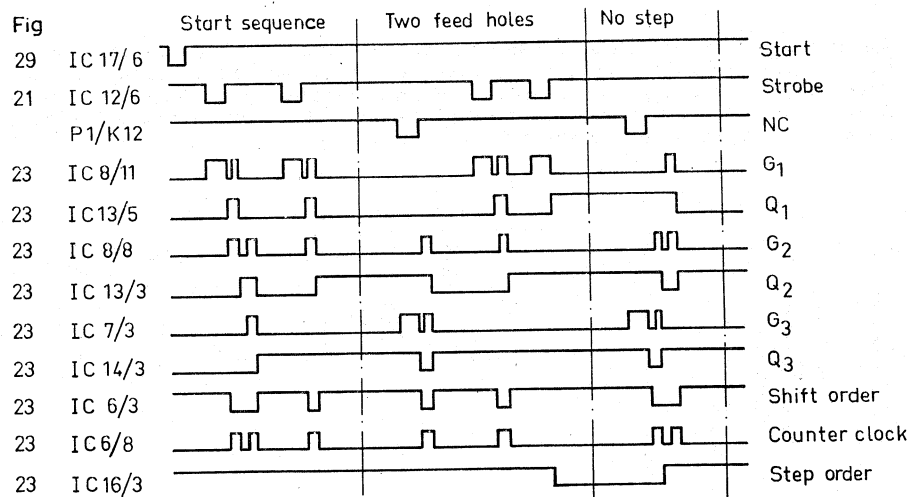 Fig Start sequence Two feed holes No step
29 IC 17/6 Start
21 IC 12/6 Strobe
P1/K12 NC
23 IC 8/11 G1
23 IC 13/5 Q1
23 IC 8/8 G2
23 IC 13/3 Q2
23 IC 7/3 G3
23 IC 14/3 Q3
23 IC 6/3 Shift order
23 IC 6/8 Counter clock
23 IC 16/3 Step order